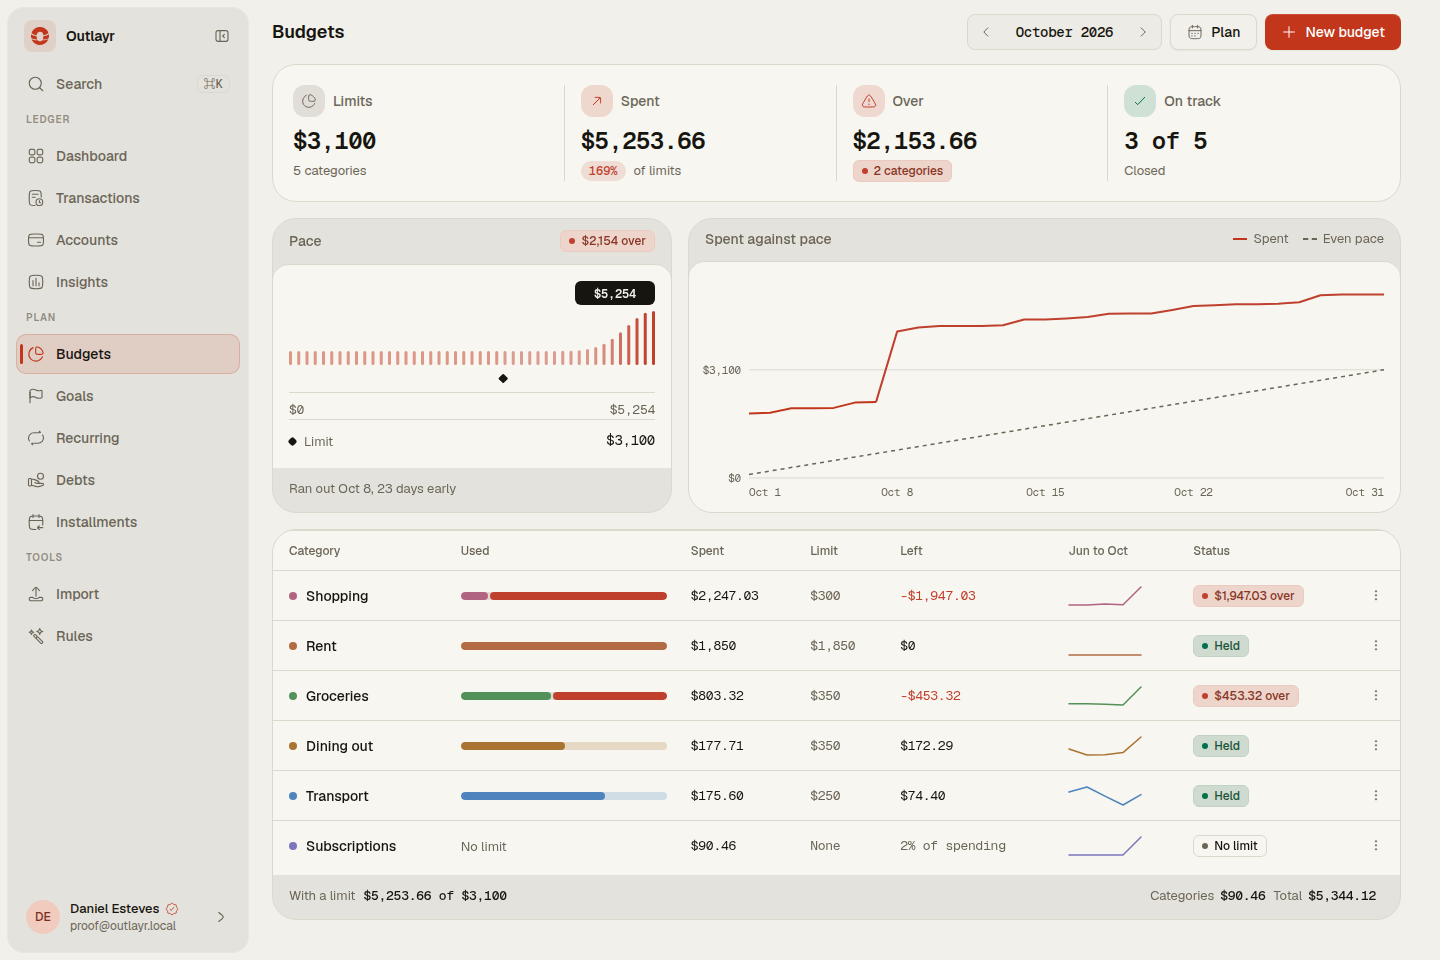 Outlayr
Search ⌘K
LEDGER
Dashboard
Transactions
Accounts
Insights
PLAN
Budgets
Goals
Recurring
Debts
Installments
TOOLS
Import
Rules
DE Daniel Esteves
proof@outlayr.local
Budgets
October 2026
Plan
New budget
Limits
$3,100
5 categories
Spent
$5,253.66
169% of limits
Over
$2,153.66
2 categories
On track
3 of 5
Closed
Pace $2,154 over
$5,254
$0 $5,254
Limit $3,100
Ran out Oct 8, 23 days early
Spent against pace Spent Even pace
$3,100
$0
Oct 1 Oct 8 Oct 15 Oct 22 Oct 31
Category Used Spent Limit Left Jun to Oct Status
Shopping $2,247.03 $300 -$1,947.03 $1,947.03 over
Rent $1,850 $1,850 $0 Held
Groceries $803.32 $350 -$453.32 $453.32 over
Dining out $177.71 $350 $172.29 Held
Transport $175.60 $250 $74.40 Held
Subscriptions No limit $90.46 None 2% of spending No limit
With a limit $5,253.66 of $3,100 Categories $90.46 Total $5,344.12